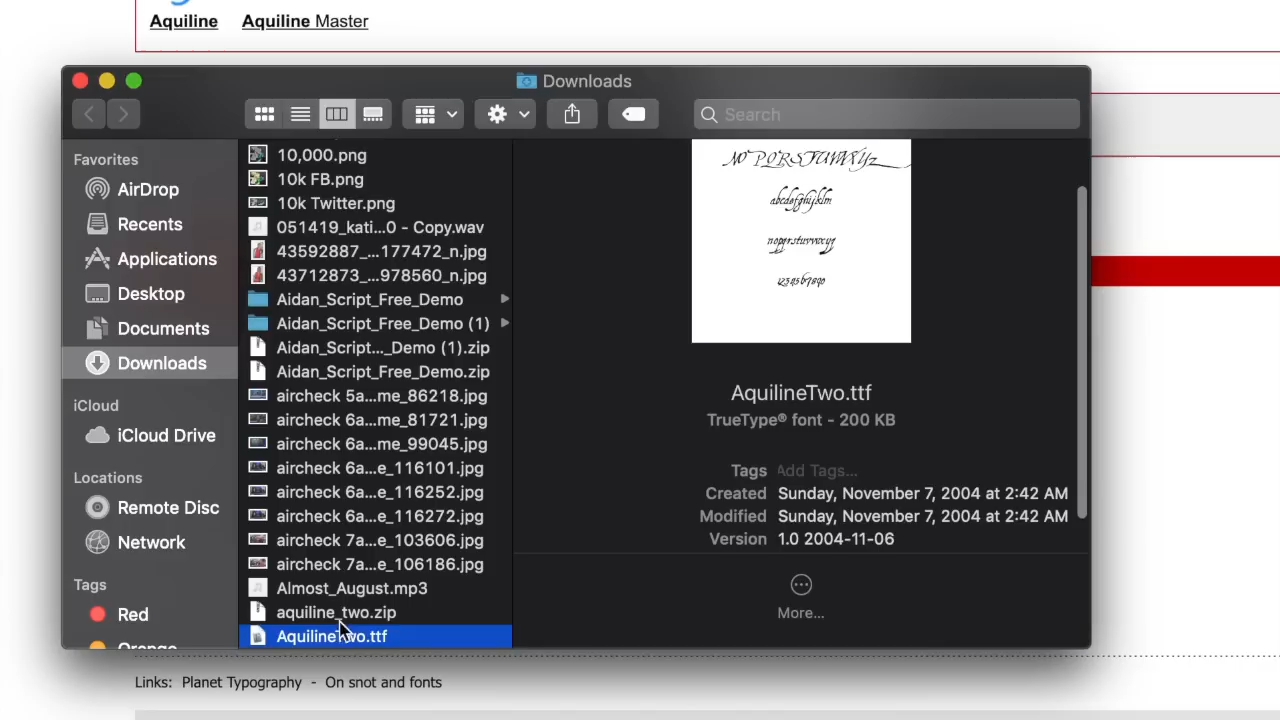 Aquiline Aquiline Master
Downloads
Search
Favorites
AirDrop
Recents
Applications
Desktop
Documents
Downloads
iCloud
iCloud Drive
Locations
Remote Disc
Network
Tags
Red
Orange
10,000.png
10k FB.png
10k Twitter.png
051419_kati...0 - Copy.wav
43592887_...177472_n.jpg
43712873_...978560_n.jpg
Aidan_Script_Free_Demo
Aidan_Script_Free_Demo (1)
Aidan_Script..._Demo (1).zip
Aidan_Script_Free_Demo.zip
aircheck 5a...me_86218.jpg
aircheck 6a...me_81721.jpg
aircheck 6a...me_99045.jpg
aircheck 6a...e_116101.jpg
aircheck 6a...e_116252.jpg
aircheck 6a...e_116272.jpg
aircheck 7a...e_103606.jpg
aircheck 7a...e_106186.jpg
Almost_August.mp3
aquiline_two.zip
AquilineTwo.ttf
NOPQRSTUVWXYZ
abcdefghijklm
nopqrstuvwxyz
1234567890
AquilineTwo.ttf
TrueType® font - 200 KB
Tags Add Tags...
Created Sunday, November 7, 2004 at 2:42 AM
Modified Sunday, November 7, 2004 at 2:42 AM
Version 1.0 2004-11-06
More...
Links: Planet Typography - On snot and fonts